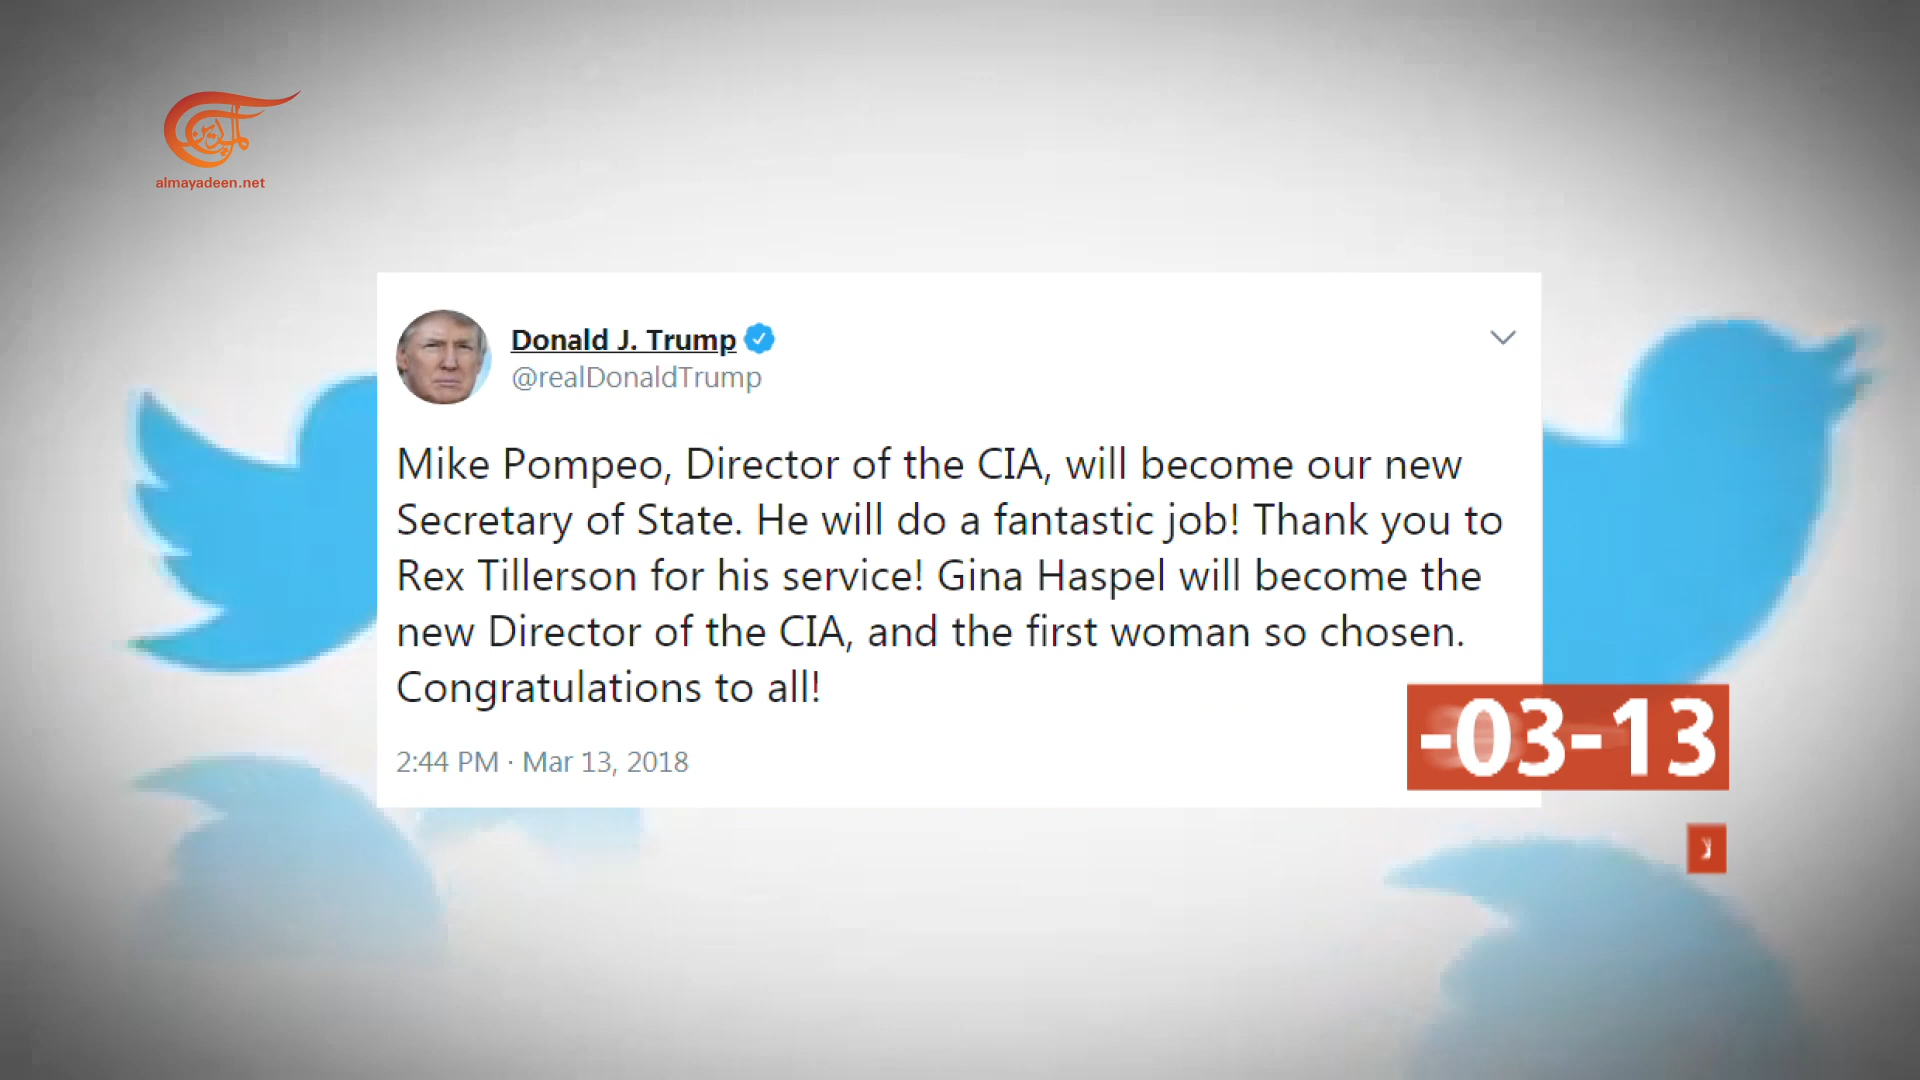 الميادين
almayadeen.net
Donald J. Trump
@realDonaldTrump
Mike Pompeo, Director of the CIA, will become our new
Secretary of State. He will do a fantastic job! Thank you to
Rex Tillerson for his service! Gina Haspel will become the
new Director of the CIA, and the first woman so chosen.
Congratulations to all!
2:44 PM · Mar 13, 2018
-03-13